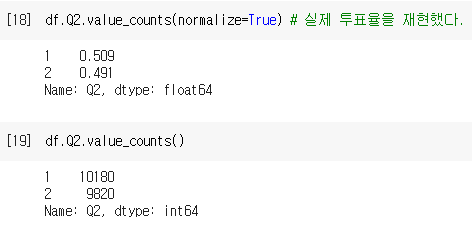 [18] df.Q2.value_counts(normalize=True) # 실제 투표율을 재현했다.
1    0.509
2    0.491
Name: Q2, dtype: float64
[19] df.Q2.value_counts()
1    10180
2     9820
Name: Q2, dtype: int64